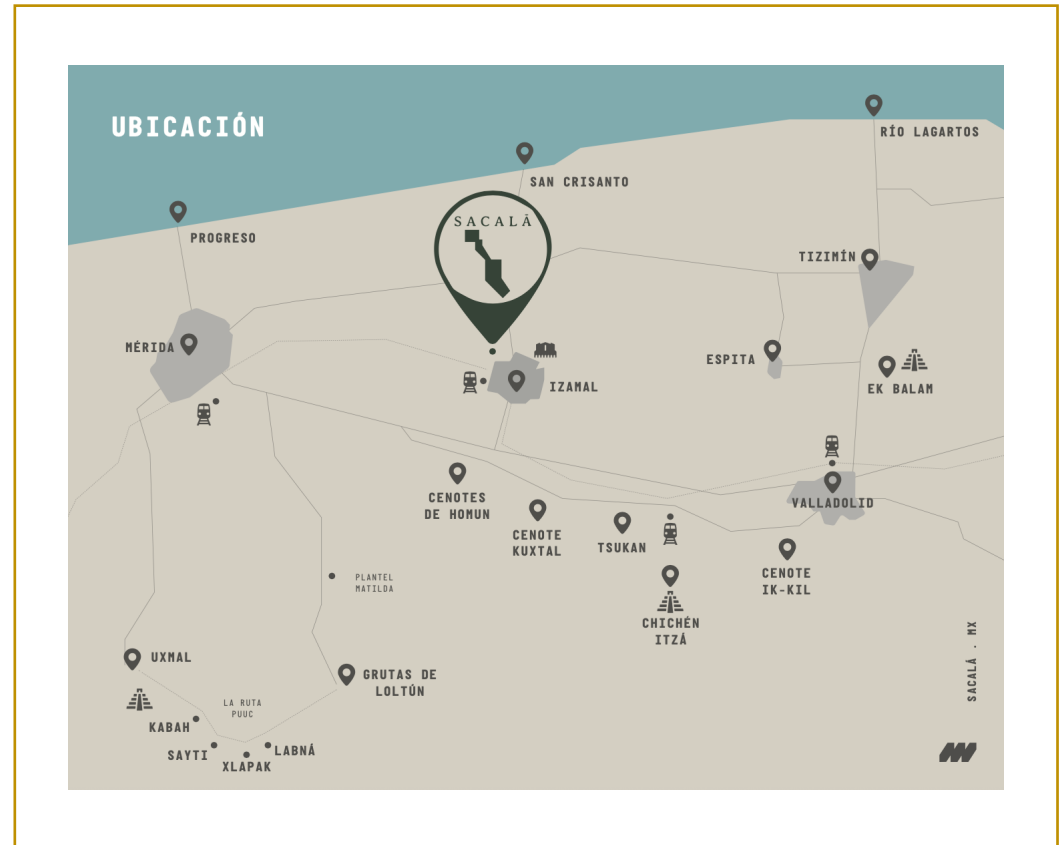 UBICACIÓN
RÍO LAGARTOS
SAN CRISANTO
SACALÁ
PROGRESO
TIZIMÍN
MÉRIDA
ESPITA
IZAMAL
EK BALAM
CENOTES
DE HOMUN
VALLADOLID
CENOTE
KUXTAL
TSUKAN
CENOTE
IK-KIL
PLANTEL
MATILDA
CHICHÉN
ITZÁ
SACALÁ . MX
UXMAL
GRUTAS DE
LOLTÚN
LA RUTA
PUUC
KABAH
SAYTI
LABNÁ
XLAPAK